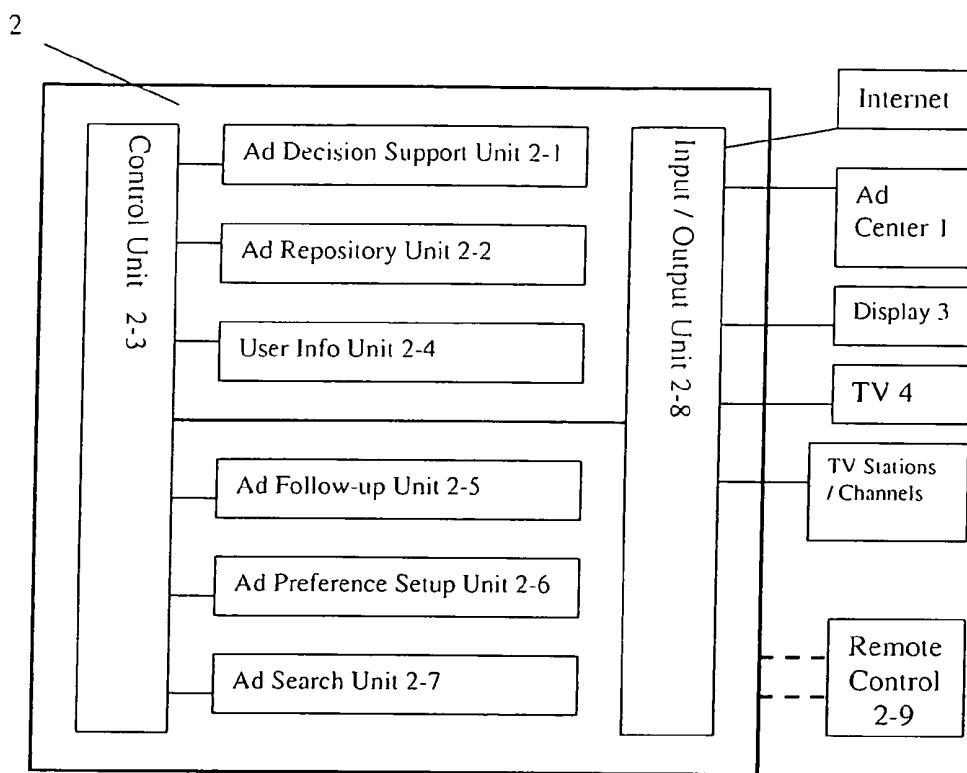 2
Control Unit 2-3
Ad Decision Support Unit 2-1
Ad Repository Unit 2-2
User Info Unit 2-4
Ad Follow-up Unit 2-5
Ad Preference Setup Unit 2-6
Ad Search Unit 2-7
Input / Output Unit 2-8
Internet
Ad
Center 1
Display 3
TV 4
TV Stations
/ Channels
Remote
Control
2-9